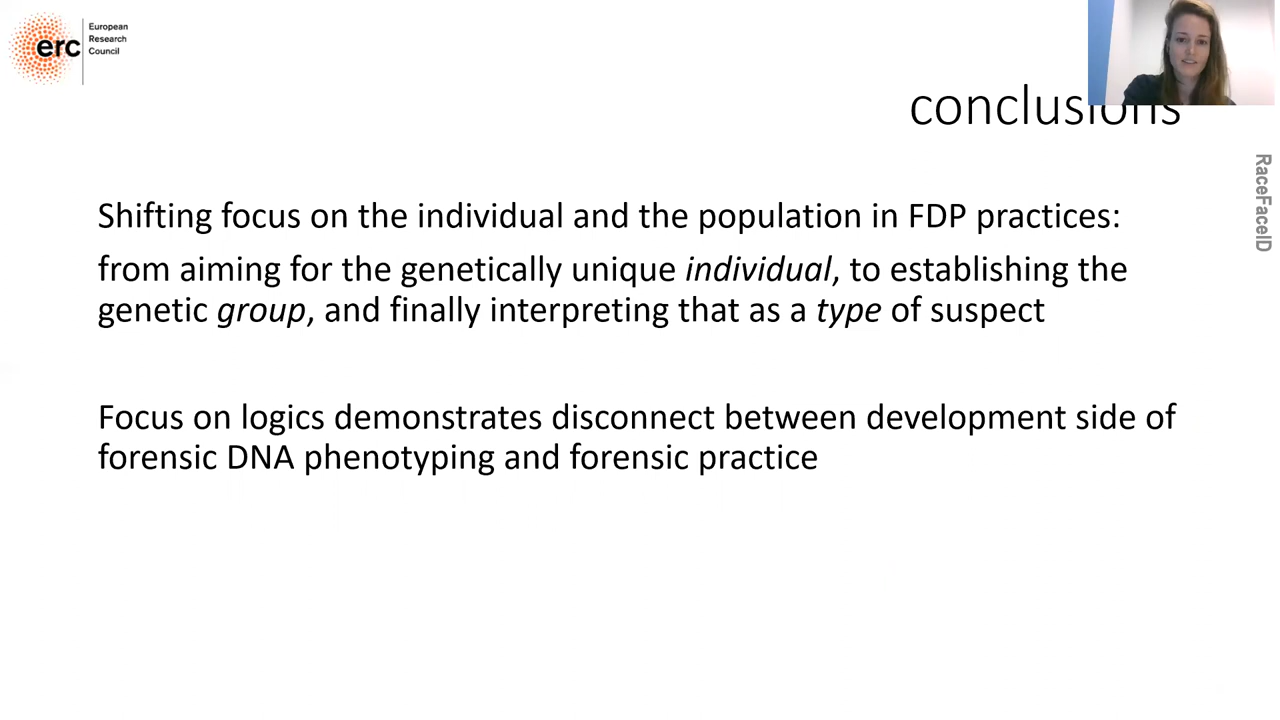 European
Research
Council
erc
conclusions
RaceFaceID
Shifting focus on the individual and the population in FDP practices:
from aiming for the genetically unique individual, to establishing the
genetic group, and finally interpreting that as a type of suspect
Focus on logics demonstrates disconnect between development side of
forensic DNA phenotyping and forensic practice